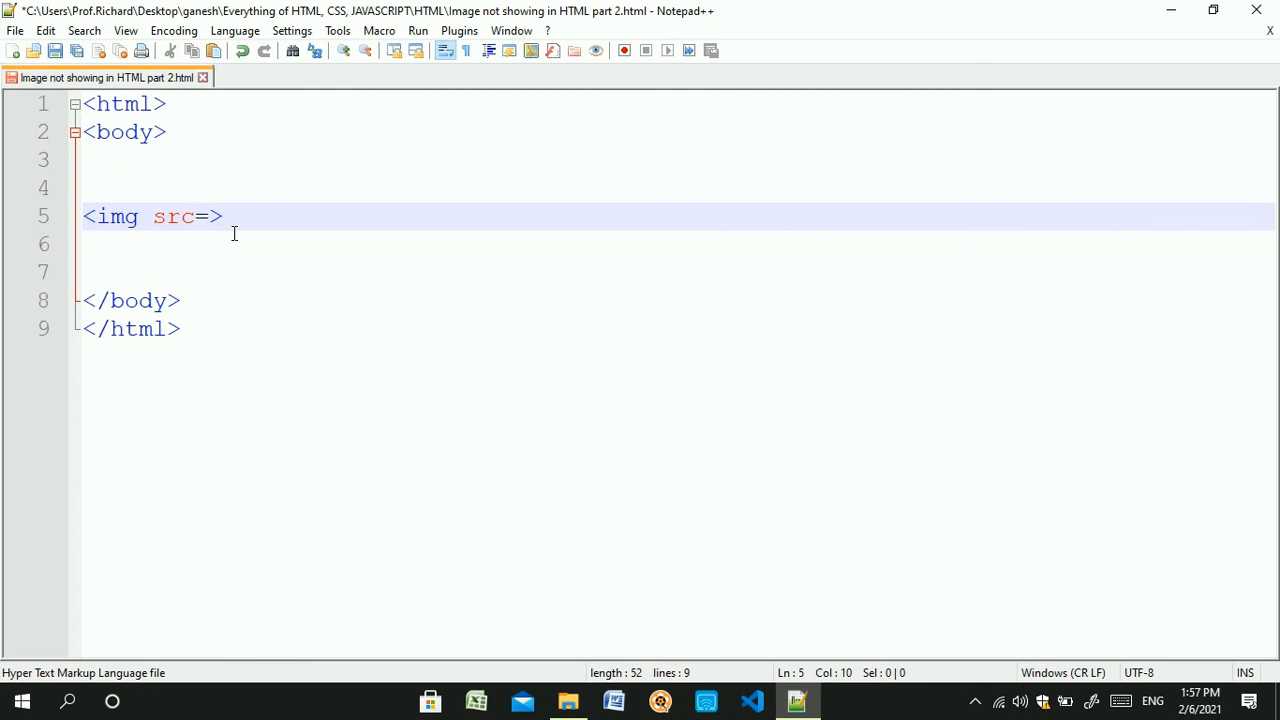 *C:\Users\Prof.Richard\Desktop\ganesh\Everything of HTML, CSS, JAVASCRIPT\HTML\Image not showing in HTML part 2.html - Notepad++
File Edit Search View Encoding Language Settings Tools Macro Run Plugins Window ? X
Image not showing in HTML part 2.html
1 <html>
2 <body>
3
4
5 <img src=>
6
7
8 </body>
9 </html>
Hyper Text Markup Language file length : 52 lines : 9 Ln : 5 Col : 10 Sel : 0 | 0 Windows (CR LF) UTF-8 INS
ENG 1:57 PM
2/6/2021